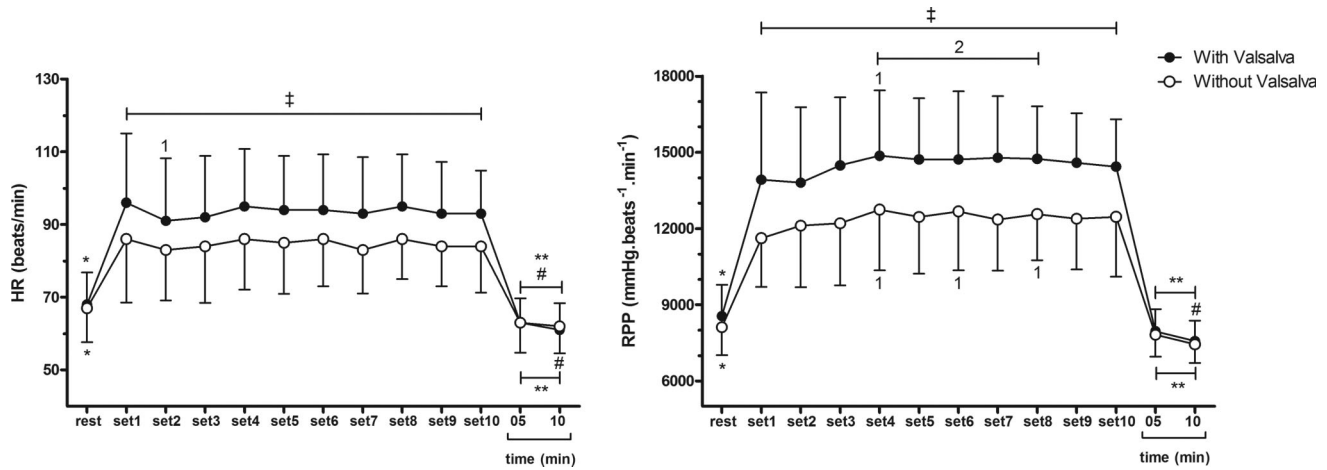 130
110
90
70
50
HR (beats/min)
‡
1
*
*
**
#
#
**
rest set1 set2 set3 set4 set5 set6 set7 set8 set9 set10 05 10
time (min)
18000
15000
12000
9000
6000
RPP (mmHg.beats⁻¹.min⁻¹)
‡
2
1
*
*
1 1 1
**
#
**
rest set1 set2 set3 set4 set5 set6 set7 set8 set9 set10 05 10
time (min)
With Valsalva
Without Valsalva